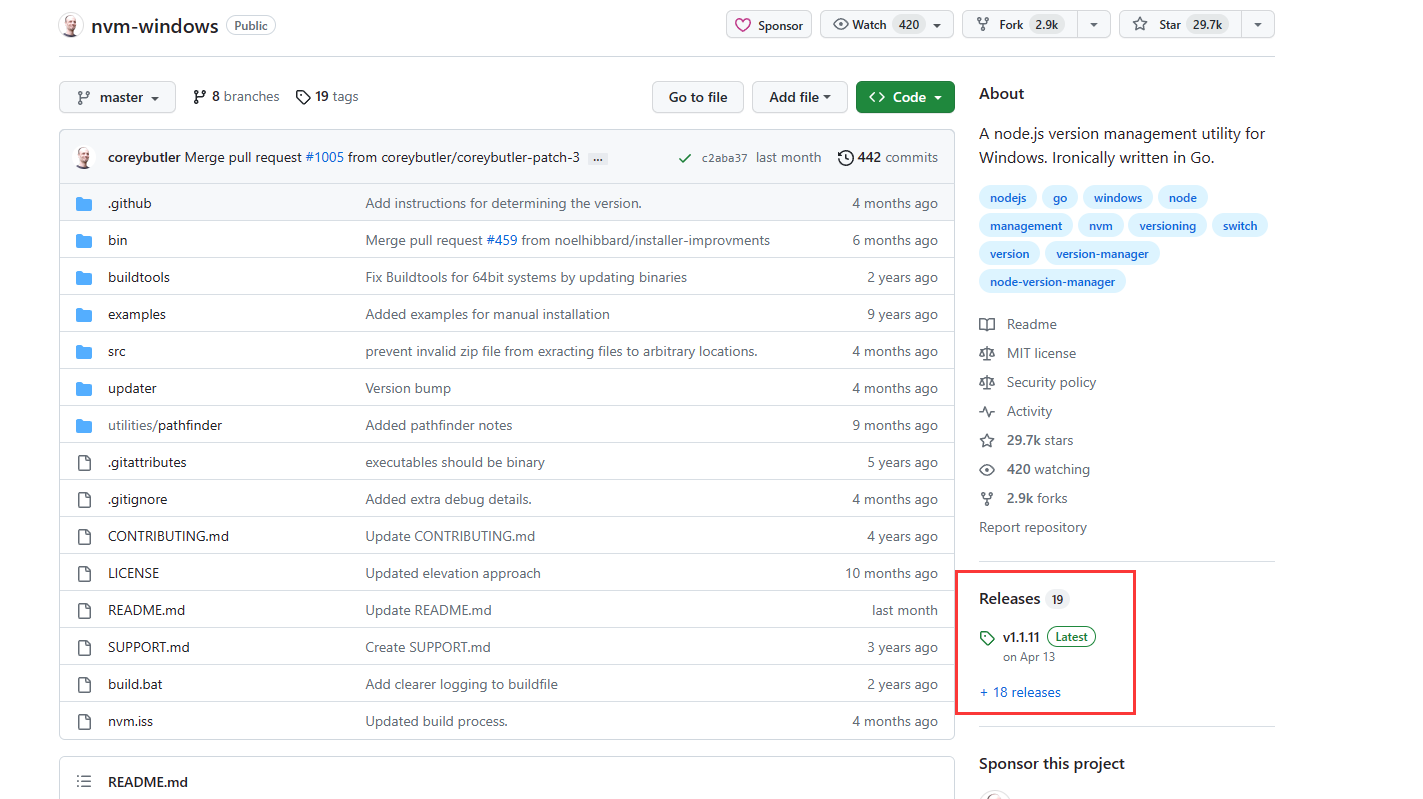 nvm-windows Public Sponsor Watch 420 Fork 2.9k Star 29.7k
master 8 branches 19 tags Go to file Add file Code
coreybutler Merge pull request #1005 from coreybutler/coreybutler-patch-3 ... c2aba37 last month 442 commits
.github Add instructions for determining the version. 4 months ago
bin Merge pull request #459 from noelhibbard/installer-improvments 6 months ago
buildtools Fix Buildtools for 64bit systems by updating binaries 2 years ago
examples Added examples for manual installation 9 years ago
src prevent invalid zip file from exracting files to arbitrary locations. 4 months ago
updater Version bump 4 months ago
utilities/pathfinder Added pathfinder notes 9 months ago
.gitattributes executables should be binary 5 years ago
.gitignore Added extra debug details. 4 months ago
CONTRIBUTING.md Update CONTRIBUTING.md 4 years ago
LICENSE Updated elevation approach 10 months ago
README.md Update README.md last month
SUPPORT.md Create SUPPORT.md 3 years ago
build.bat Add clearer logging to buildfile 2 years ago
nvm.iss Updated build process. 4 months ago
README.md
About
A node.js version management utility for
Windows. Ironically written in Go.
nodejs go windows node
management nvm versioning switch
version version-manager
node-version-manager
Readme
MIT license
Security policy
Activity
29.7k stars
420 watching
2.9k forks
Report repository
Releases 19
v1.1.11 Latest
on Apr 13
+ 18 releases
Sponsor this project